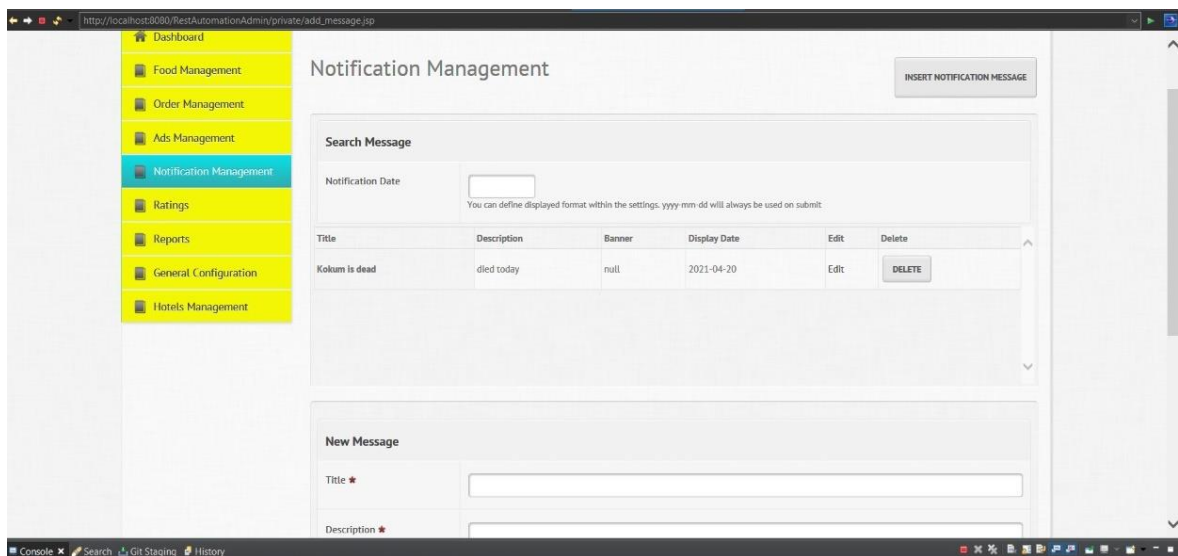 http://localhost:8080/RestAutomationAdmin/private/add_message.jsp
Dashboard
Food Management
Order Management
Ads Management
Notification Management
Ratings
Reports
General Configuration
Hotels Management
Notification Management
INSERT NOTIFICATION MESSAGE
Search Message
Notification Date
You can define displayed format within the settings. yyyy-mm-dd will always be used on submit
Title Description Banner Display Date Edit Delete
Kokum is dead died today null 2021-04-20 Edit DELETE
New Message
Title *
Description *
Console Search Git Staging History